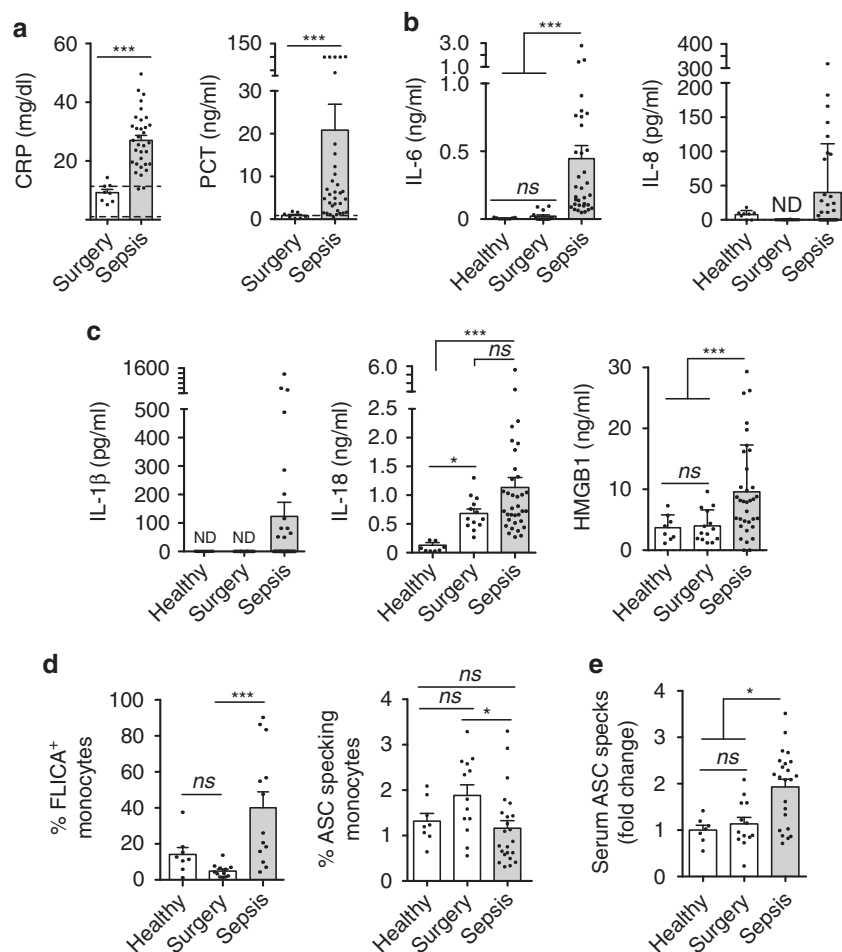 a
CRP (mg/dl)
60
40
20
***
Surgery
Sepsis
PCT (ng/ml)
150
100
30
20
10
0
***
Surgery
Sepsis
b
IL-6 (ng/ml)
3.0
2.0
1.0
1.0
0.5
0
***
ns
Healthy
Surgery
Sepsis
IL-8 (pg/ml)
400
300
200
150
100
50
0
ND
Healthy
Surgery
Sepsis
c
IL-1β (pg/ml)
1600
500
400
300
200
100
0
ND
ND
Healthy
Surgery
Sepsis
IL-18 (ng/ml)
6.0
2.5
2.0
1.5
1.0
0.5
0
***
ns
*
Healthy
Surgery
Sepsis
HMGB1 (ng/ml)
30
20
10
0
***
ns
Healthy
Surgery
Sepsis
d
% FLICA+
monocytes
100
80
60
40
20
0
***
ns
Healthy
Surgery
Sepsis
% ASC specking
monocytes
4
3
2
1
0
ns
ns
*
Healthy
Surgery
Sepsis
e
Serum ASC specks
(fold change)
4
3
2
1
0
*
ns
Healthy
Surgery
Sepsis